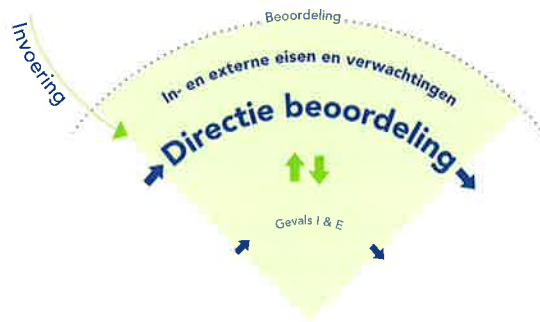 Beoordeling
Invoering
In- en externe eisen en verwachtingen
Directie beoordeling
Gevals I & E